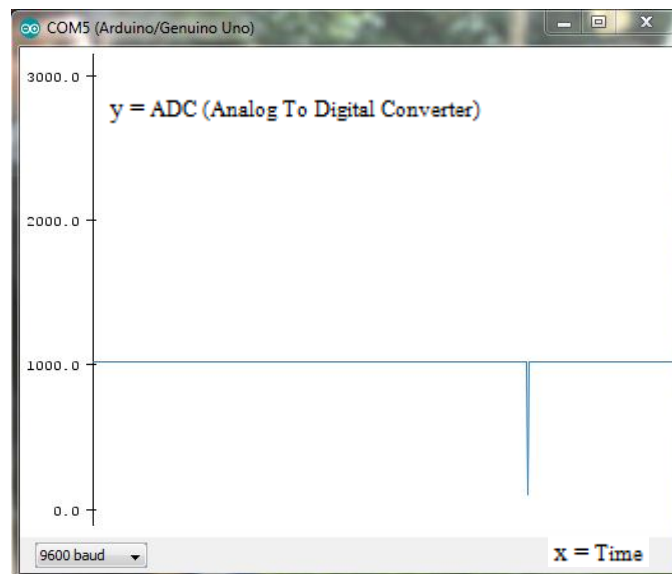 COM5 (Arduino/Genuino Uno)
3000.0
y = ADC (Analog To Digital Converter)
2000.0
1000.0
0.0
9600 baud
x = Time